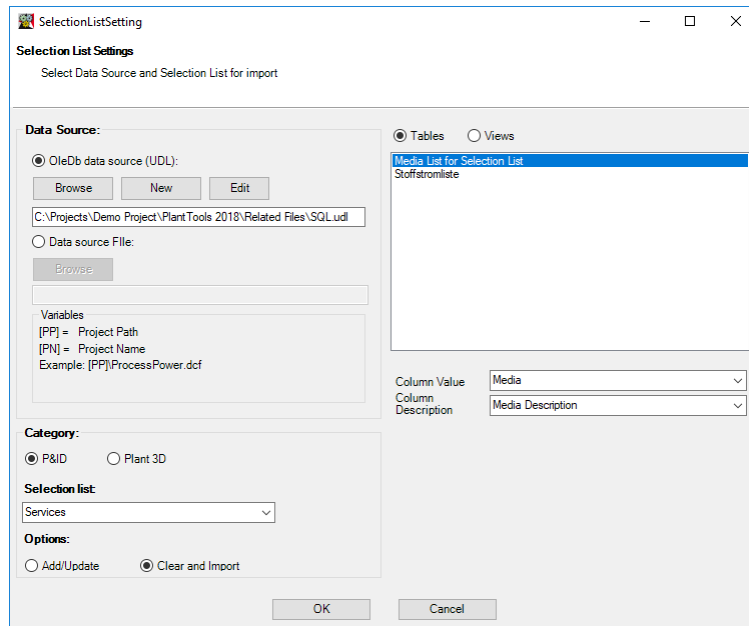 SelectionListSetting
Selection List Settings
Select Data Source and Selection List for import
Data Source:
OleDb data source (UDL):
Browse New Edit
C:\Projects\Demo Project\PlantTools 2018\Related Files\SQL.udl
Data source FIle:
Browse
Variables
[PP] = Project Path
[PN] = Project Name
Example: [PP]\ProcessPower.dcf
Tables Views
Media List for Selection List
Stoffstromliste
Column Value Media
Column
Description Media Description
Category:
P&ID Plant 3D
Selection list:
Services
Options:
Add/Update Clear and Import
OK Cancel